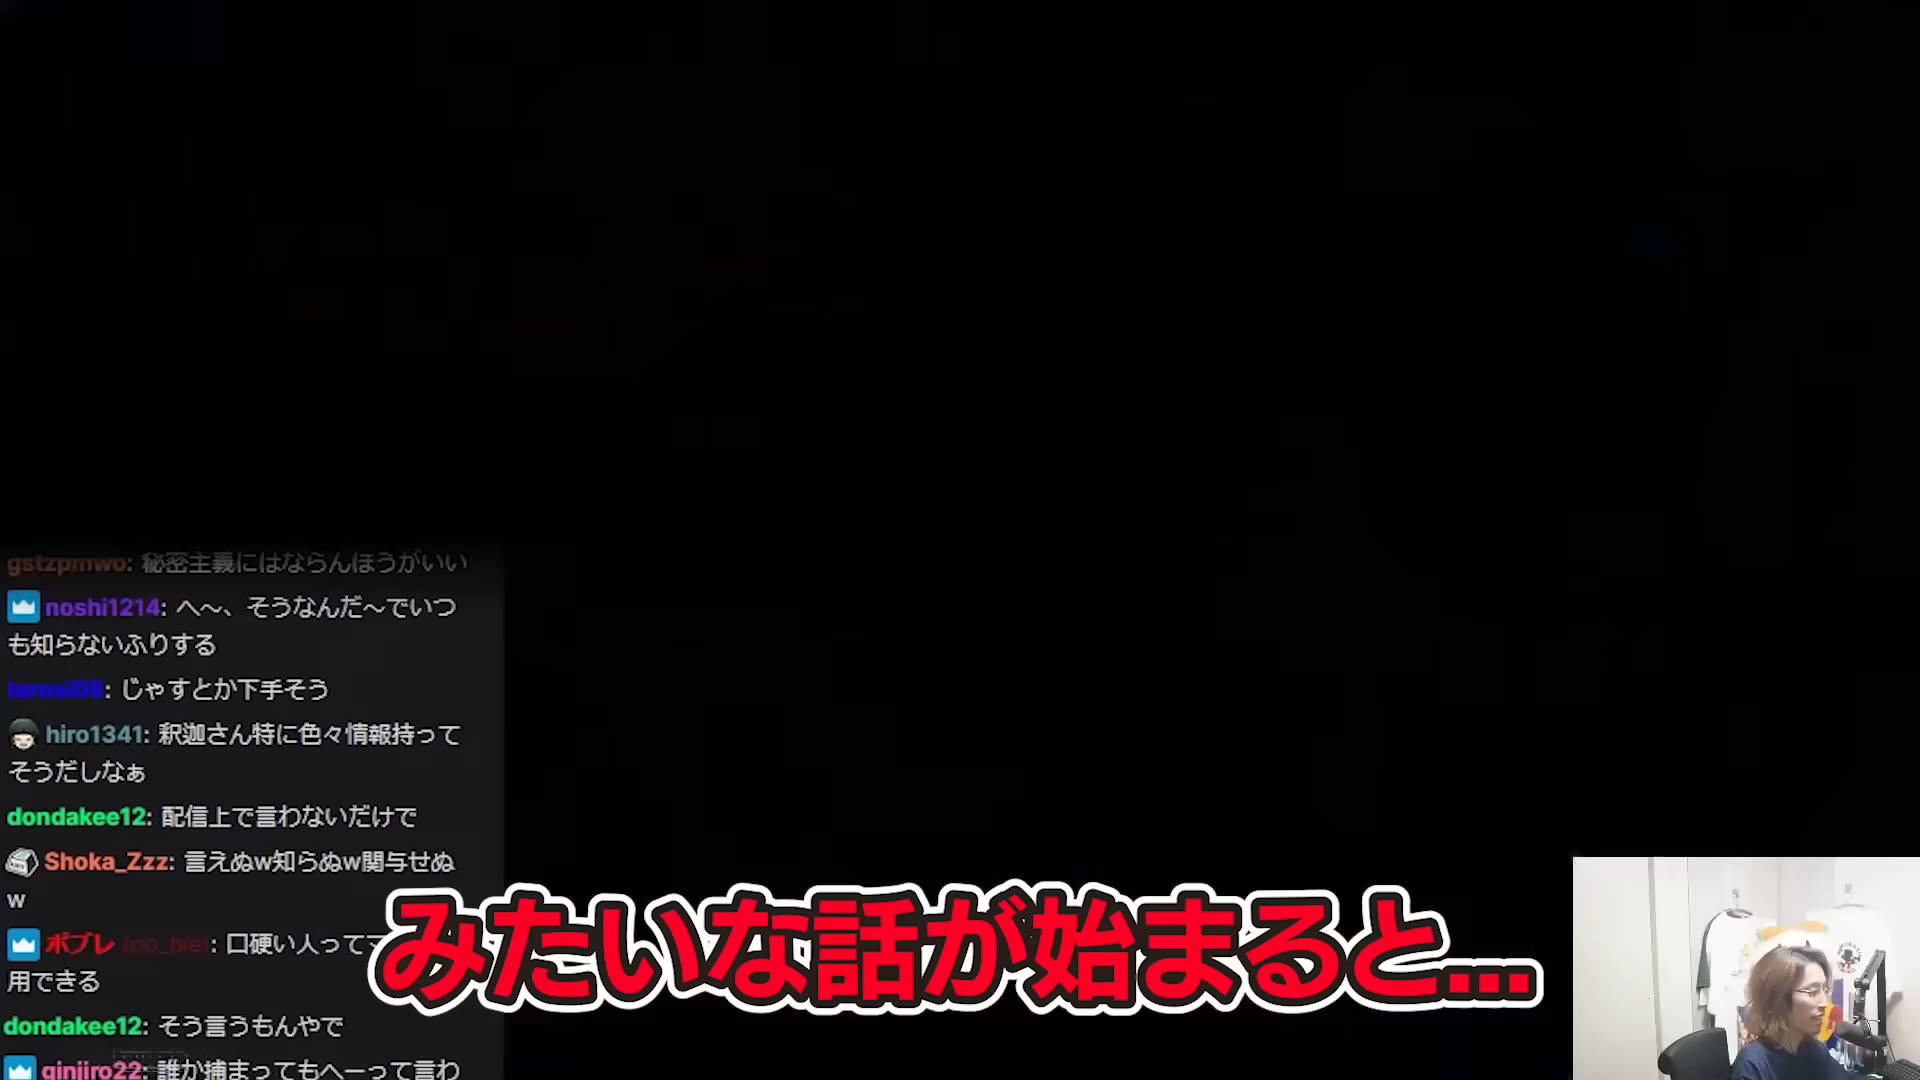 gstzpmwo: 秘密主義にはならんほうがいい
noshi1214: へ〜、そうなんだ〜でいつ
も知らないふりする
: じゃすとか下手そう
hiro1341: 釈迦さん特に色々情報持って
そうだしなぁ
dondakee12: 配信上で言わないだけで
Shoka_Zzz: 言えぬw知らぬw関与せぬ
w
ポブレ (po_ble): 口硬い人って
用できる
みたいな話が始まると...
dondakee12: そう言うもんやで
ginjiro22: 誰か捕まってもへーって言わ